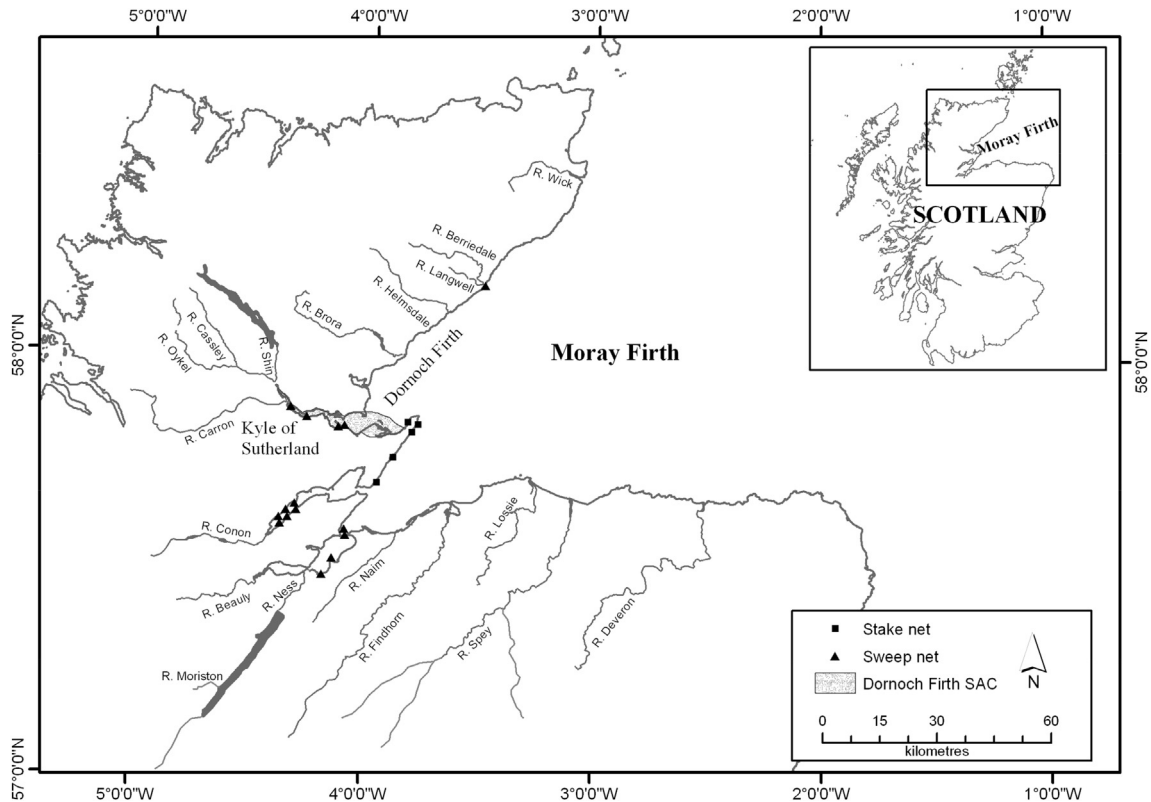 5°0'0"W
4°0'0"W
3°0'0"W
2°0'0"W
1°0'0"W
Moray Firth
SCOTLAND
R. Wick
R. Berriedale
R. Langwell
R. Helmsdale
R. Brora
R. Cassley
R. Oykel
R. Shin
58°0'0"N
58°0'0"N
Dornoch Firth
Moray Firth
R. Carron
Kyle of
Sutherland
R. Conon
R. Beauly
R. Ness
R. Nairn
R. Findhorn
R. Lossie
R. Spey
R. Deveron
R. Moriston
Stake net
Sweep net
Dornoch Firth SAC
N
0 15 30 60
kilometres
57°0'0"N
5°0'0"W
4°0'0"W
3°0'0"W
2°0'0"W
1°0'0"W